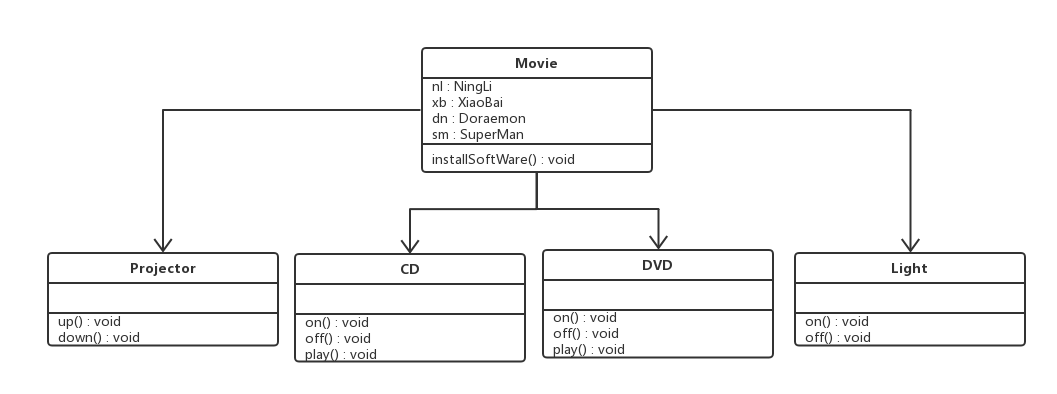 Movie
nl : NingLi
xb : XiaoBai
dn : Doraemon
sm : SuperMan
installSoftWare() : void
Projector
up() : void
down() : void
CD
on() : void
off() : void
play() : void
DVD
on() : void
off() : void
play() : void
Light
on() : void
off() : void